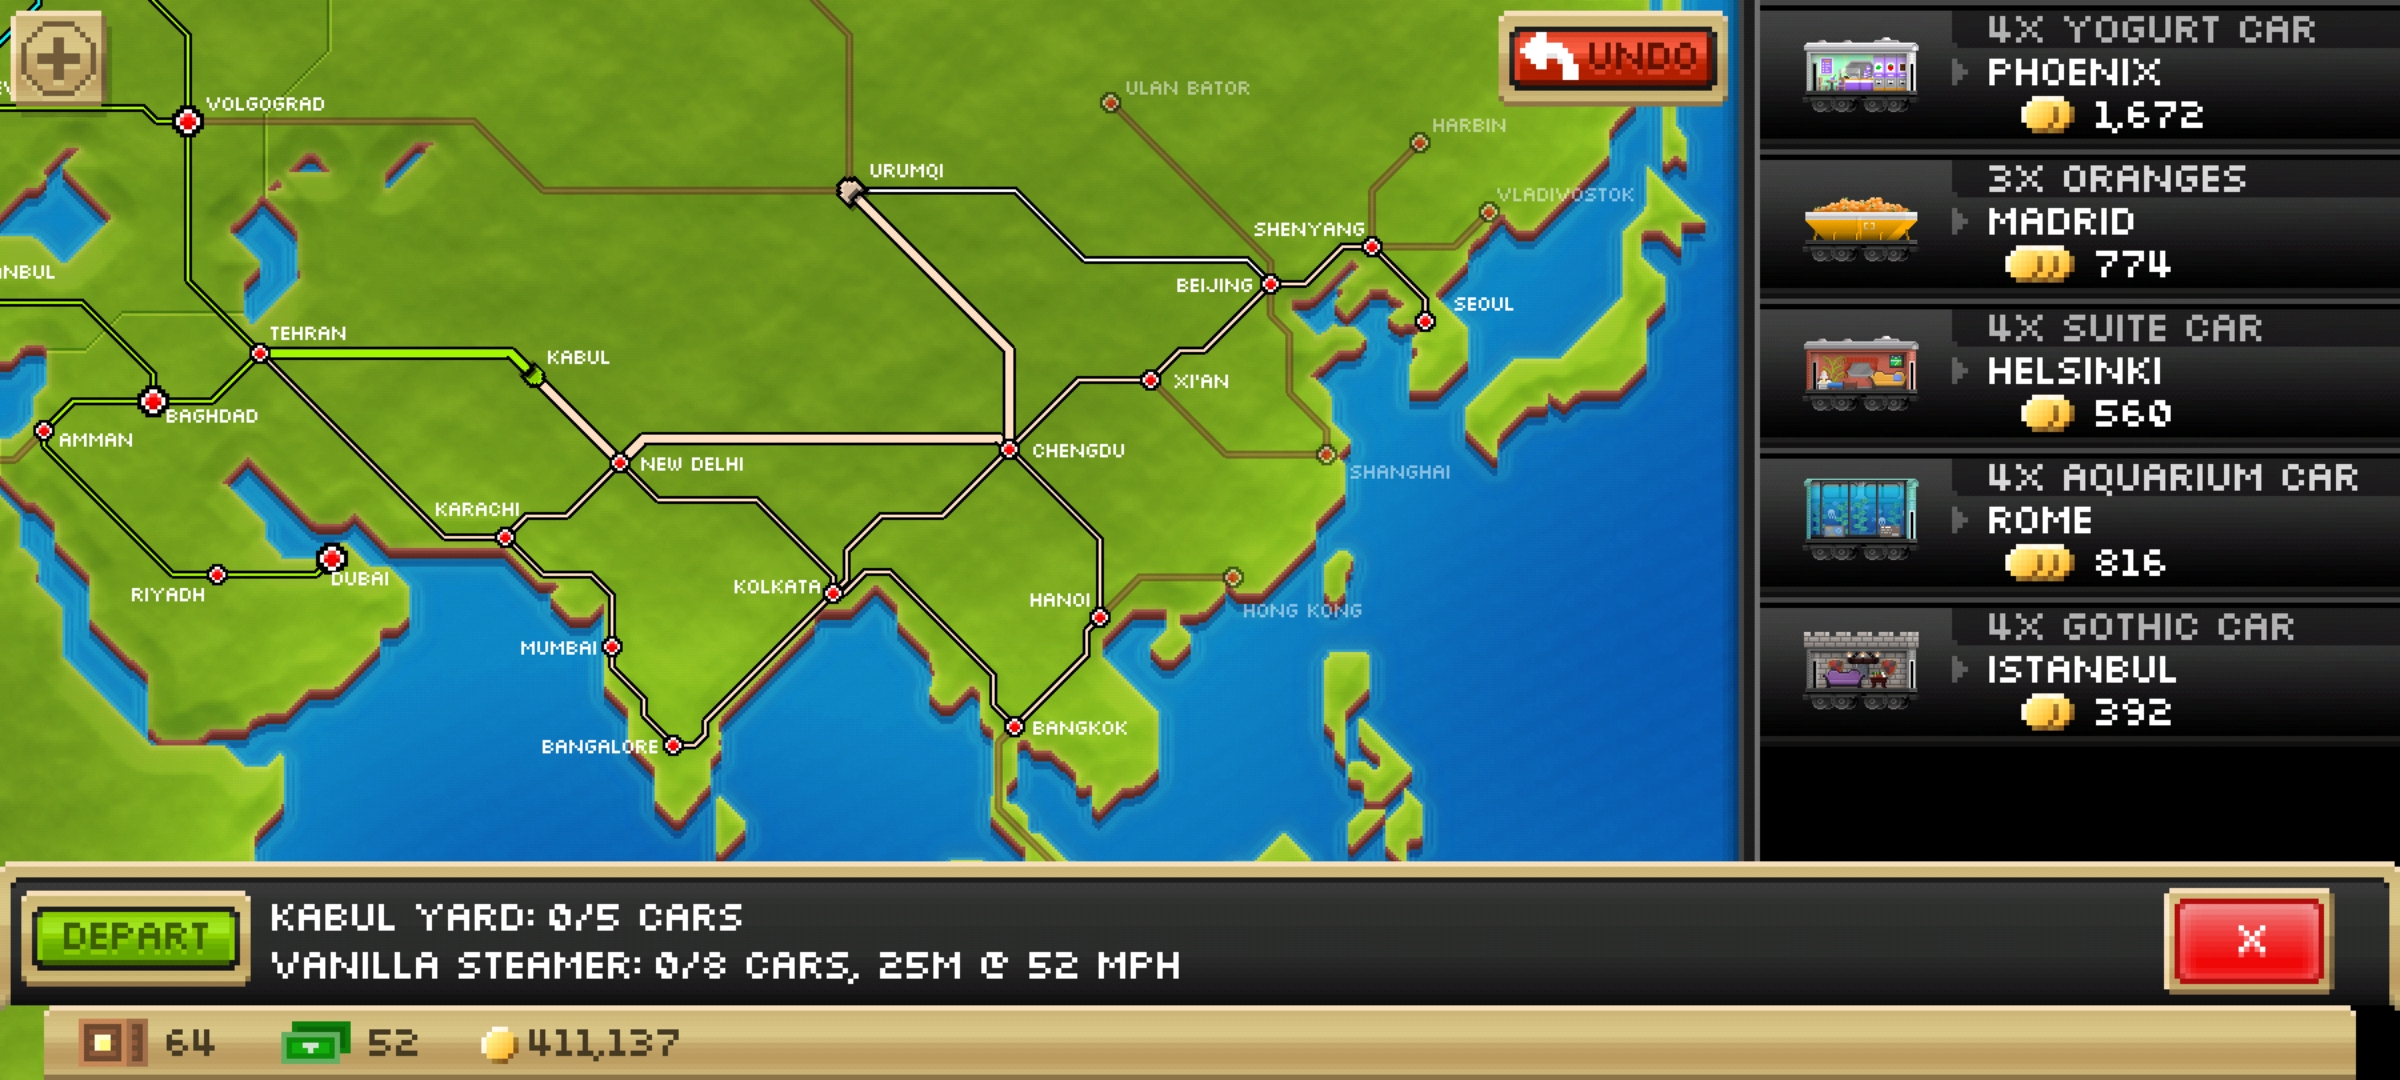 UNDO
4X YOGURT CAR
PHOENIX
1,672
3X ORANGES
MADRID
774
4X SUITE CAR
HELSINKI
560
4X AQUARIUM CAR
ROME
816
4X GOTHIC CAR
ISTANBUL
392
ULAN BATOR
VOLGOGRAD
HARBIN
URUMQI
VLADIVOSTOK
SHENYANG
NBUL
BEIJING
SEOUL
TEHRAN
KABUL
XI'AN
BAGHDAD
AMMAN
NEW DELHI
CHENGDU
SHANGHAI
KARACHI
DUBAI
RIYADH
KOLKATA
HANOI
HONG KONG
MUMBAI
BANGKOK
BANGALORE
DEPART
KABUL YARD: 0/5 CARS
VANILLA STEAMER: 0/8 CARS, 25M @ 52 MPH
X
64
52
411,137